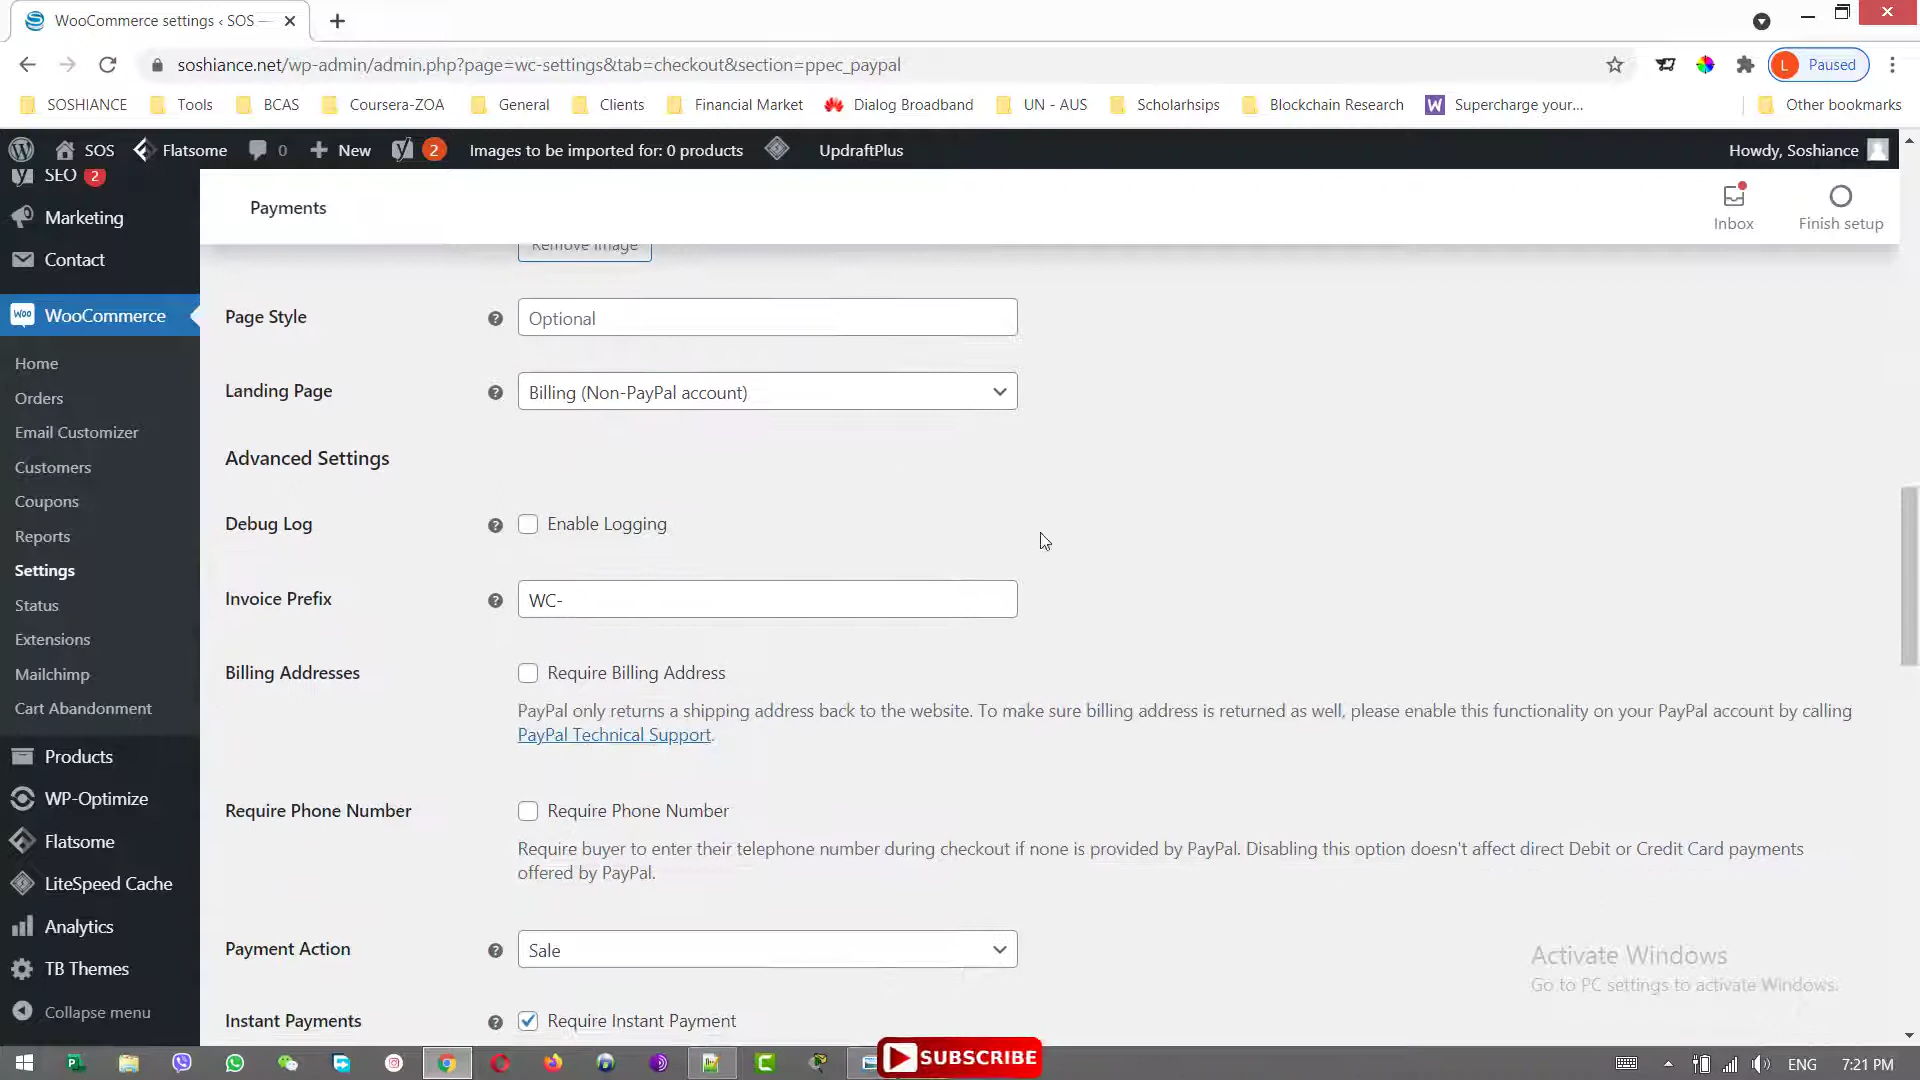 WooCommerce settings ‹ SOS —
soshiance.net/wp-admin/admin.php?page=wc-settings&tab=checkout&section=ppec_paypal
L Paused
SOSHIANCE Tools BCAS Coursera-ZOA General Clients Financial Market Dialog Broadband UN - AUS Scholarhsips Blockchain Research W Supercharge your... Other bookmarks
SOS Flatsome 0 New 2 Images to be imported for: 0 products UpdraftPlus Howdy, Soshiance
SEO 2
Marketing
Contact
WooCommerce
Home
Orders
Email Customizer
Customers
Coupons
Reports
Settings
Status
Extensions
Mailchimp
Cart Abandonment
Products
WP-Optimize
Flatsome
LiteSpeed Cache
Analytics
TB Themes
Collapse menu
Payments
Inbox
Finish setup
Remove image
Page Style ? Optional
Landing Page ? Billing (Non-PayPal account)
Advanced Settings
Debug Log ? Enable Logging
Invoice Prefix ? WC-
Billing Addresses Require Billing Address
PayPal only returns a shipping address back to the website. To make sure billing address is returned as well, please enable this functionality on your PayPal account by calling
PayPal Technical Support.
Require Phone Number Require Phone Number
Require buyer to enter their telephone number during checkout if none is provided by PayPal. Disabling this option doesn't affect direct Debit or Credit Card payments
offered by PayPal.
Payment Action ? Sale
Instant Payments ? Require Instant Payment
Activate Windows
Go to PC settings to activate Windows.
SUBSCRIBE
ENG 7:21 PM